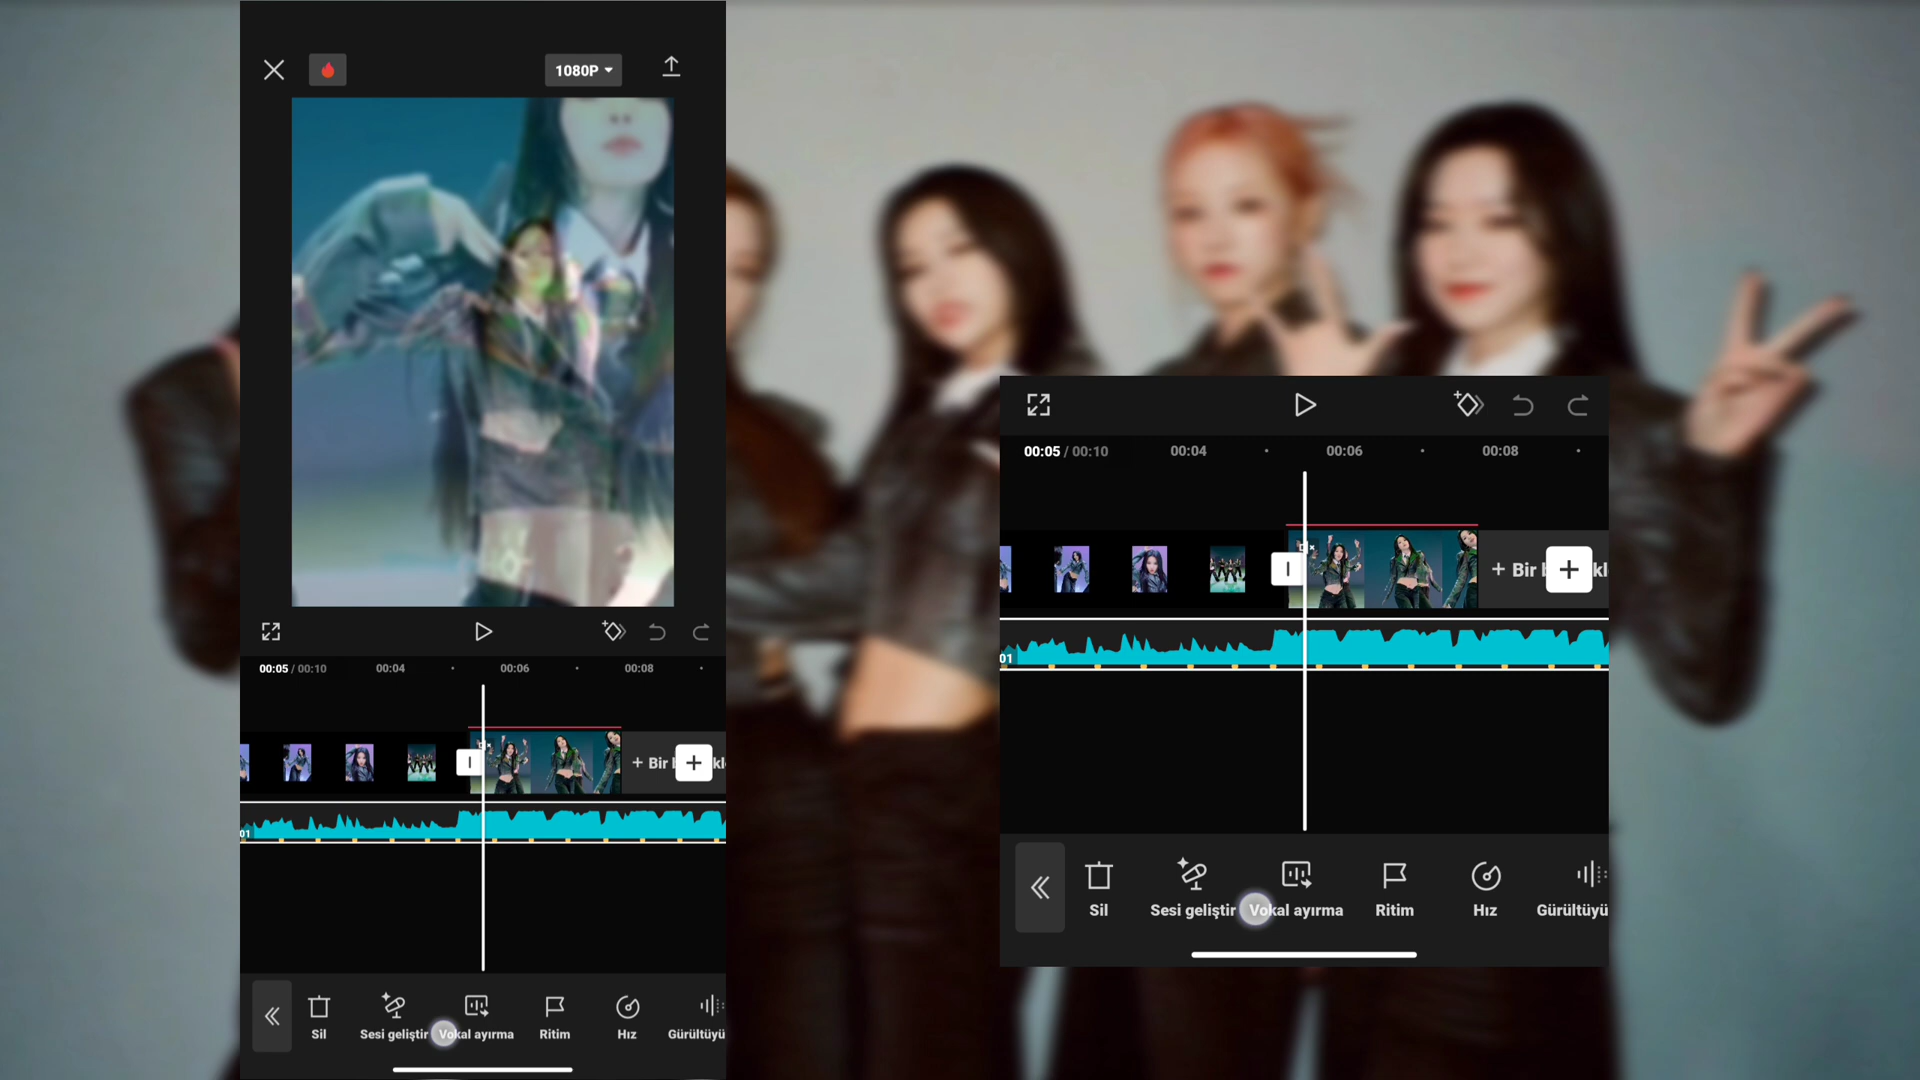 1080P
00:05 / 00:10 00:04 00:06 00:08
+ Bir
01
Sil Sesi geliştir Vokal ayırma Ritim Hız Gürültüyü
00:05 / 00:10 00:04 00:06 00:08
+ Bir
01
Sil Sesi geliştir Vokal ayırma Ritim Hız Gürültüyü